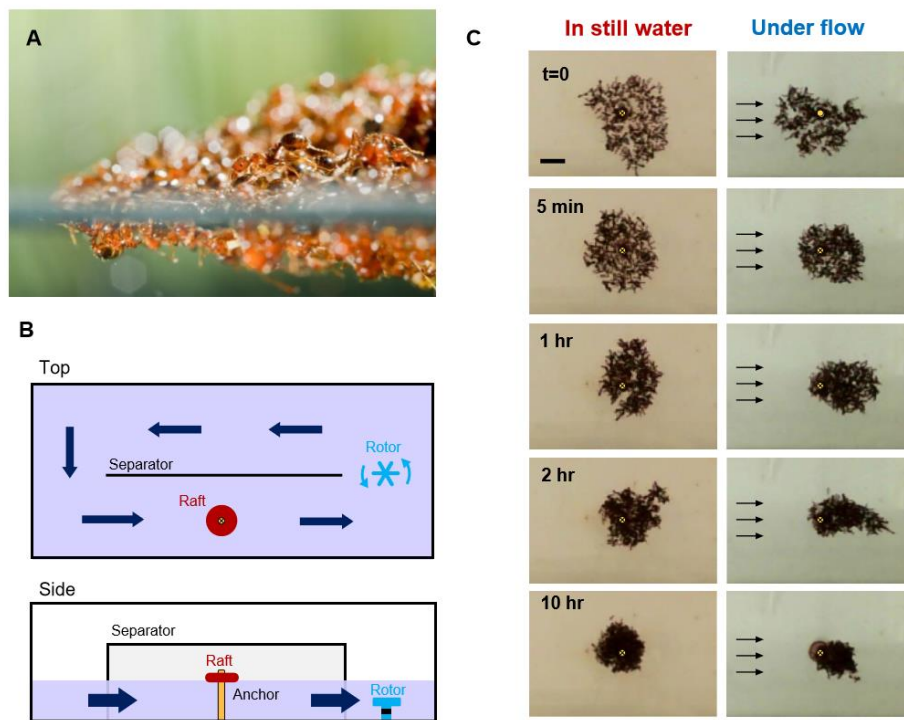 A
B
Top
Separator
Rotor
Raft
Side
Separator
Raft
Anchor
Rotor
C
In still water
Under flow
t=0
5 min
1 hr
2 hr
10 hr